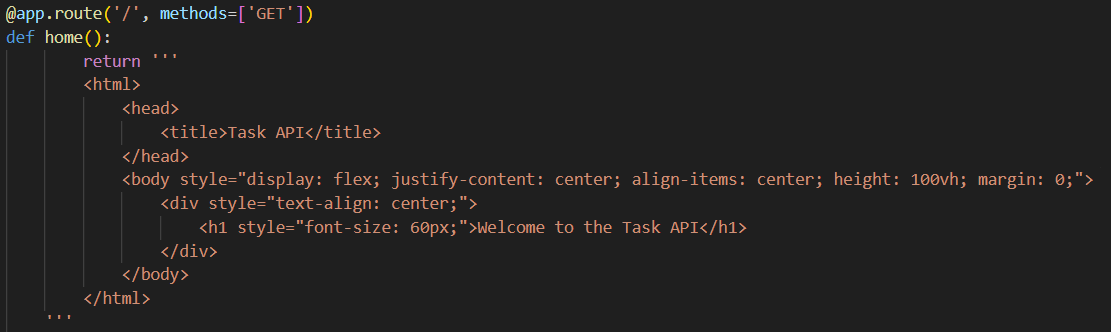 @app.route('/', methods=['GET'])
def home():
        return '''
        <html>
            <head>
                <title>Task API</title>
            </head>
            <body style="display: flex; justify-content: center; align-items: center; height: 100vh; margin: 0;">
                <div style="text-align: center;">
                    <h1 style="font-size: 60px;">Welcome to the Task API</h1>
                </div>
            </body>
        </html>
    '''